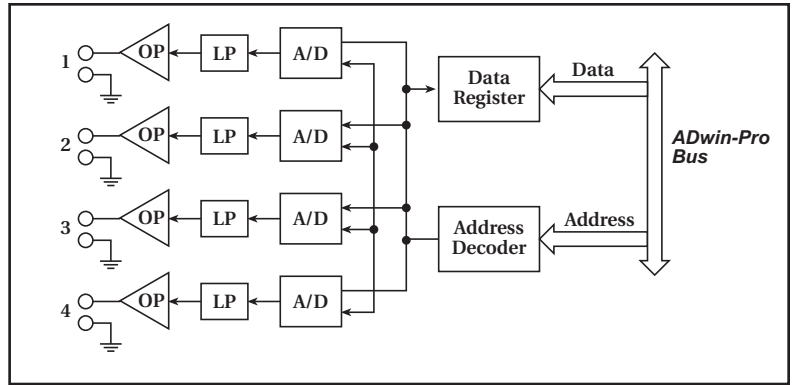 1 OP LP A/D
Data
Register
Data
2 OP LP A/D
ADwin-Pro
Bus
3 OP LP A/D
Address
Decoder
Address
4 OP LP A/D